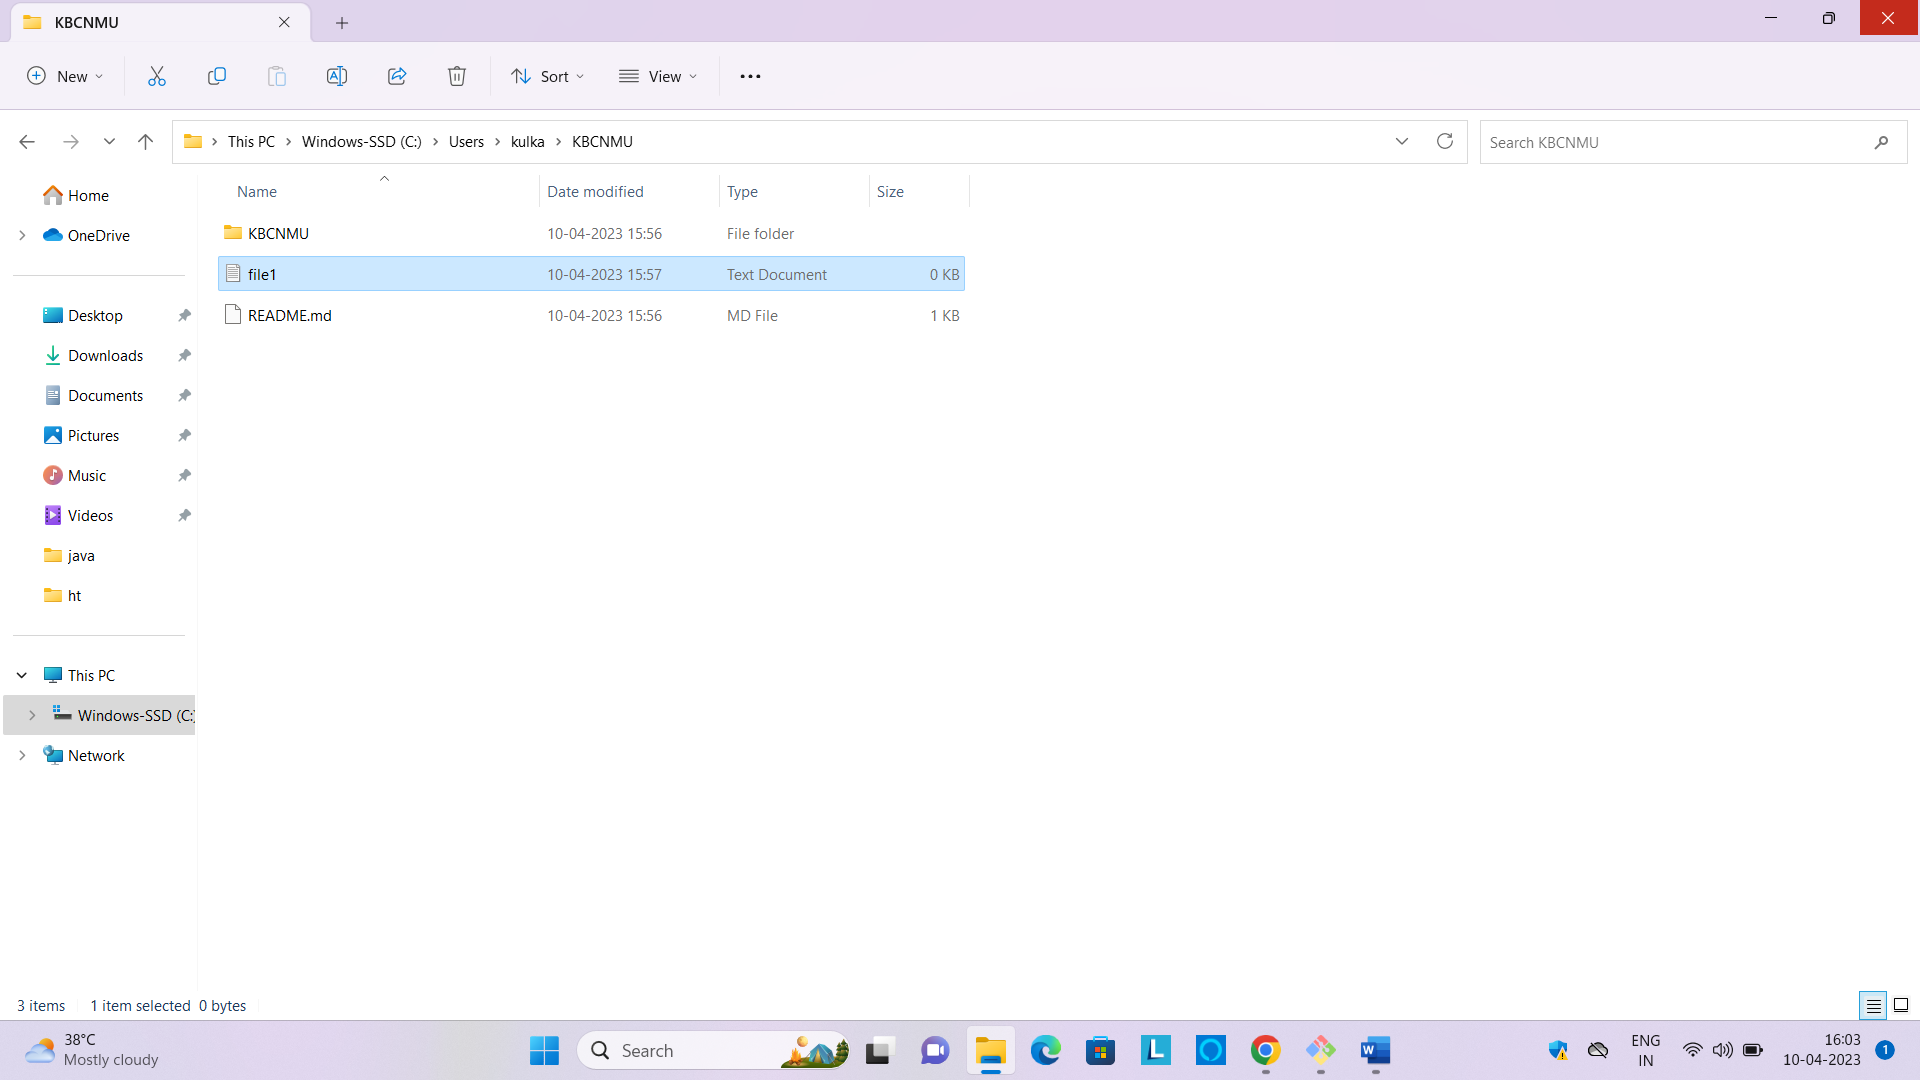 KBCNMU
New
Sort
View
This PC > Windows-SSD (C:) > Users > kulka > KBCNMU
Search KBCNMU
Name Date modified Type Size
KBCNMU 10-04-2023 15:56 File folder
file1 10-04-2023 15:57 Text Document 0 KB
README.md 10-04-2023 15:56 MD File 1 KB
Home
OneDrive
Desktop
Downloads
Documents
Pictures
Music
Videos
java
ht
This PC
Windows-SSD (C:)
Network
3 items 1 item selected 0 bytes
38°C
Mostly cloudy
Search
L
W
ENG
IN
16:03
10-04-2023
1